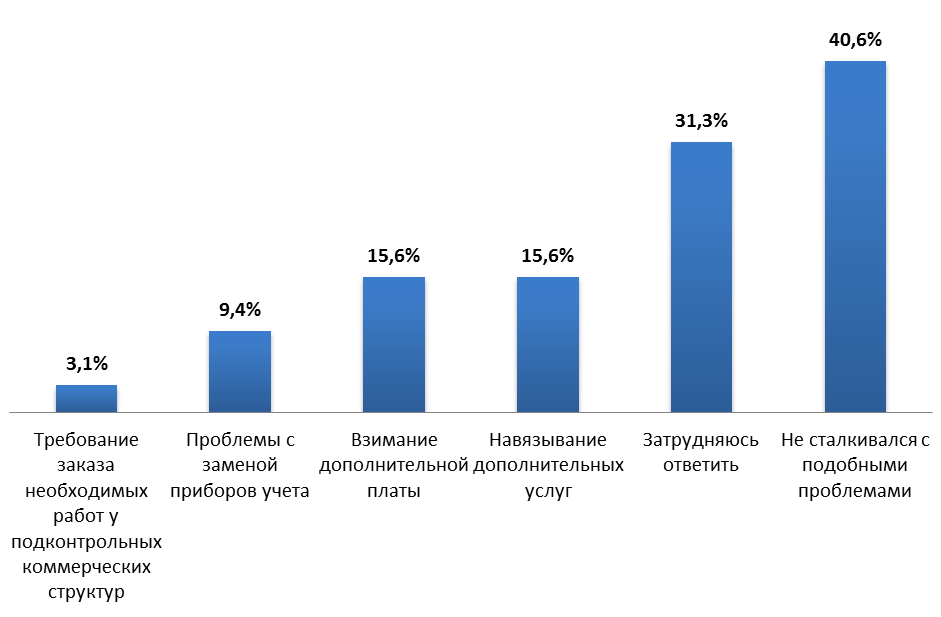 40,6%
31,3%
15,6%
15,6%
9,4%
3,1%
Требование
заказа
необходимых
работ у
подконтрольных
коммерческих
структур
Проблемы с
заменой
приборов учета
Взимание
дополнительной
платы
Навязывание
дополнительных
услуг
Затрудняюсь
ответить
Не сталкивался с
подобными
проблемами